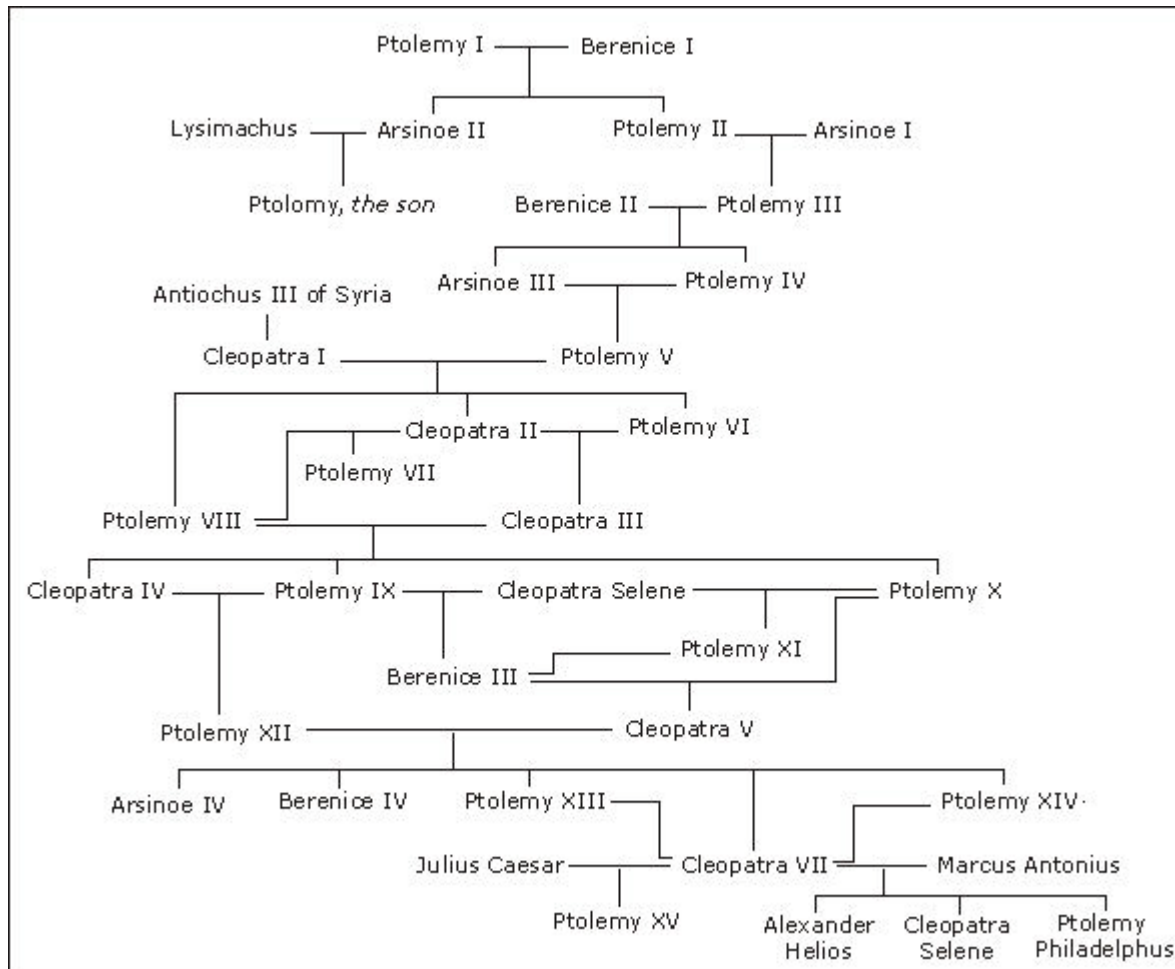 Ptolemy I Berenice I
Lysimachus Arsinoe II Ptolemy II Arsinoe I
Ptolomy, the son Berenice II Ptolemy III
Arsinoe III Ptolemy IV
Antiochus III of Syria
Cleopatra I Ptolemy V
Cleopatra II Ptolemy VI
Ptolemy VII
Ptolemy VIII Cleopatra III
Cleopatra IV Ptolemy IX Cleopatra Selene Ptolemy X
Ptolemy XI
Berenice III
Ptolemy XII Cleopatra V
Arsinoe IV Berenice IV Ptolemy XIII Ptolemy XIV
Julius Caesar Cleopatra VII Marcus Antonius
Ptolemy XV
Alexander Cleopatra Ptolemy
Helios Selene Philadelphus